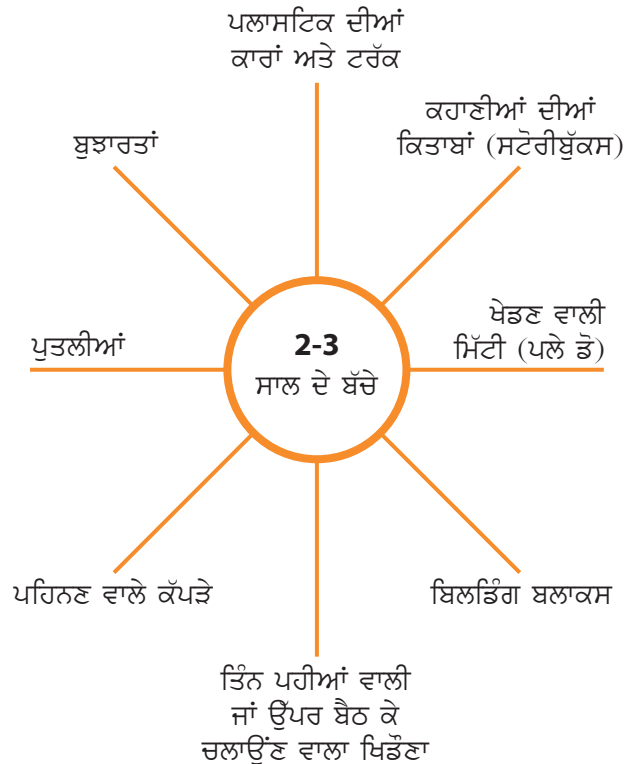 ਪਲਾਸਟਿਕ ਦੀਆਂ
ਕਾਰਾਂ ਅਤੇ ਟਰੱਕ
ਕਹਾਣੀਆਂ ਦੀਆਂ
ਕਿਤਾਬਾਂ (ਸਟੋਰੀਬੁੱਕਸ)
ਬੁਝਾਰਤਾਂ
ਖੇਡਣ ਵਾਲੀ
ਮਿੱਟੀ (ਪਲੇ ਡੋ)
ਪੁਤਲੀਆਂ
2-3
ਸਾਲ ਦੇ ਬੱਚੇ
ਪਹਿਨਣ ਵਾਲੇ ਕੱਪੜੇ
ਬਿਲਡਿੰਗ ਬਲਾਕਸ
ਤਿੰਨ ਪਹੀਆਂ ਵਾਲੀ
ਜਾਂ ਉੱਪਰ ਬੈਠ ਕੇ
ਚਲਾਉਂਣ ਵਾਲਾ ਖਿਡੌਣਾ